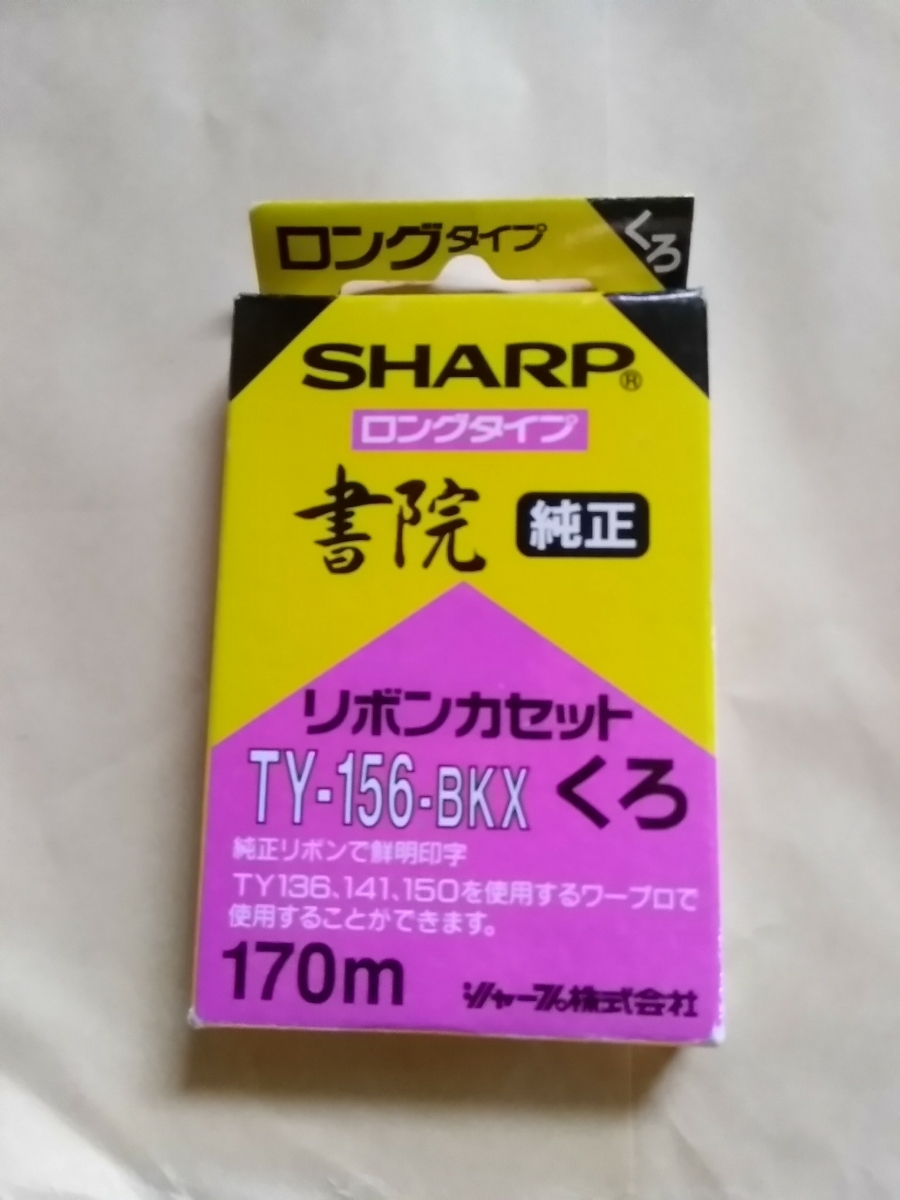 ロングタイプ くろ
SHARP®
ロングタイプ
書院 純正
リボンカセット
TY-156-BKX くろ
純正リボンで鮮明印字
TY136、141、150を使用するワープロで
使用することができます。
170m シャープ株式会社